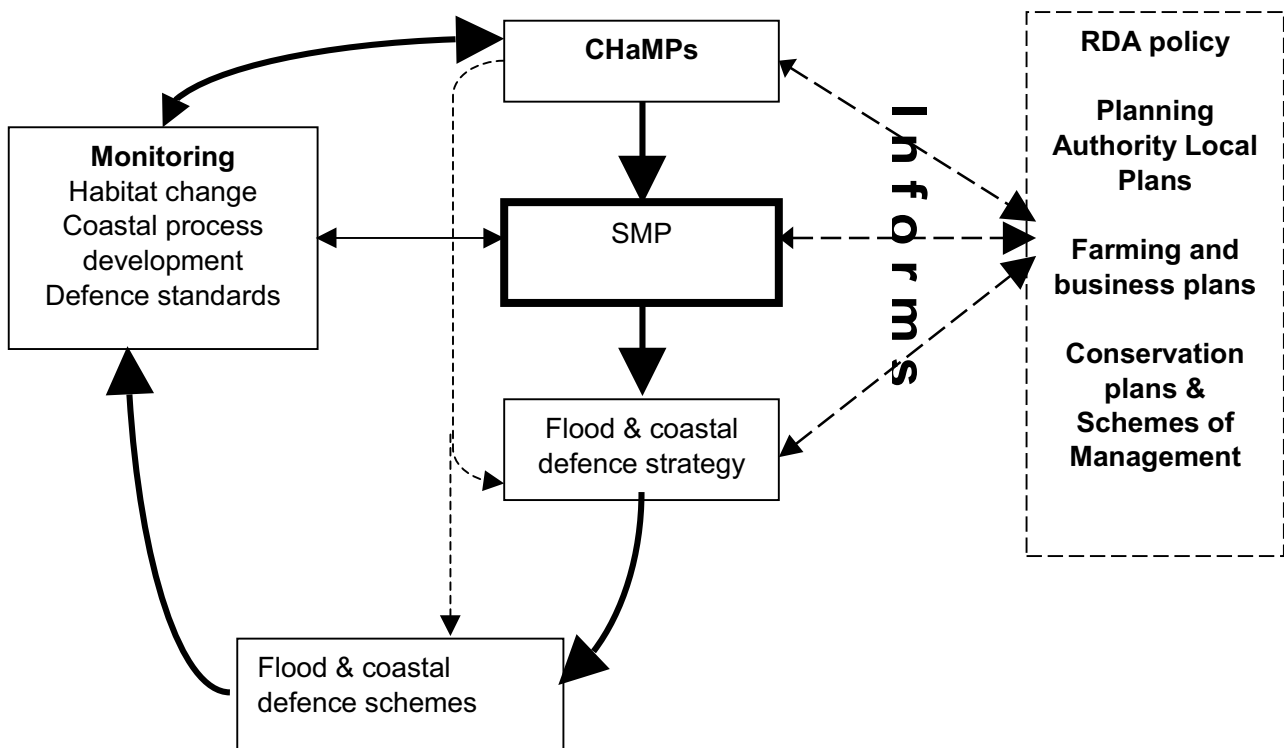 CHaMPs
Monitoring
Habitat change
Coastal process
development
Defence standards
SMP
Flood & coastal
defence strategy
Flood & coastal
defence schemes
Informs
RDA policy
Planning
Authority Local
Plans
Farming and
business plans
Conservation
plans &
Schemes of
Management